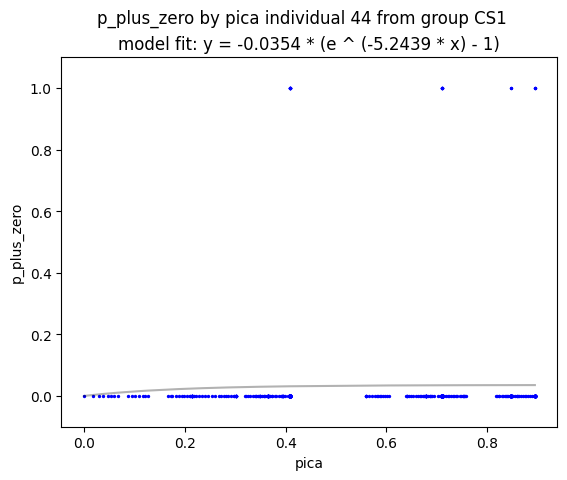 p_plus_zero by pica individual 44 from group CS1
model fit: y = -0.0354 * (e ^ (-5.2439 * x) - 1)
1.0
0.8
0.6
0.4
0.2
0.0
p_plus_zero
0.0 0.2 0.4 0.6 0.8
pica